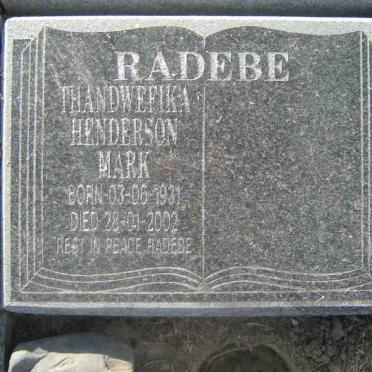 RADEBE
THANDWEFIKA
HENDERSON
MARK
BORN 03-06-1931
DIED 28-01-2002
REST IN PEACE RADEBE